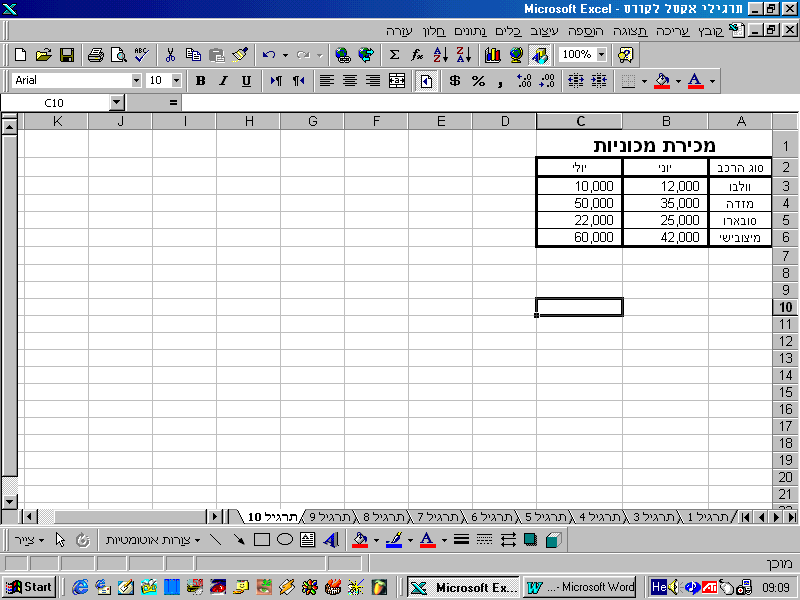 Microsoft Excel - תרגילי אקסל לקורס
קובץ עריכה תצוגה הוספה עיצוב כלים נתונים חלון עזרה
100%
Arial 10 B I U $ % ,
C10 =
A B C D E F G H I J K
1 מכירת מכוניות
2 סוג הרכב יוני יולי
3 וולבו 12,000 10,000
4 מזדה 35,000 50,000
5 סובארו 25,000 22,000
6 מיצובישי 42,000 60,000
7
8
9
10
11
12
13
14
15
16
17
18
19
20
21
תרגיל 1 תרגיל 3 תרגיל 4 תרגיל 5 תרגיל 6 תרגיל 7 תרגיל 8 תרגיל 9 תרגיל 10
צייר צורות אוטומטיות
מוכן
Start Microsoft Ex... ...- Microsoft Word He 09:09